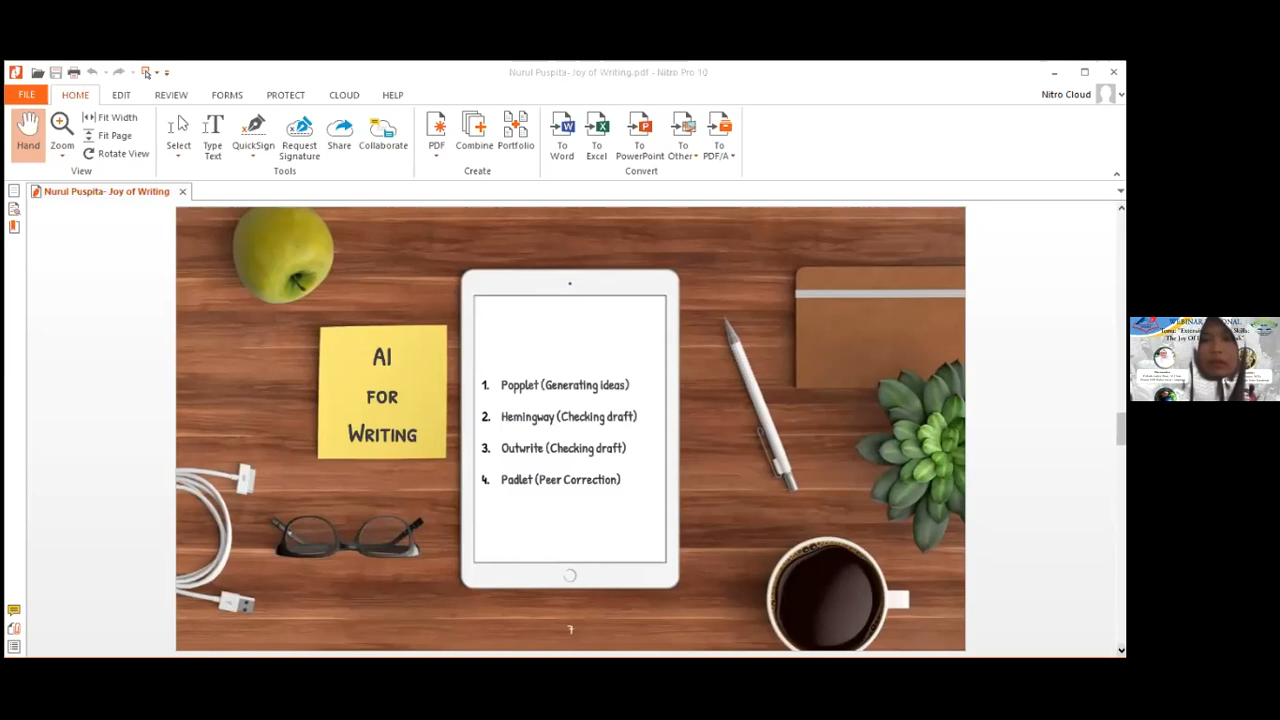 Nurul Puspita- Joy of Writing.pdf - Nitro Pro 10
FILE
HOME
EDIT
REVIEW
FORMS
PROTECT
CLOUD
HELP
Nitro Cloud
Hand
Zoom
Fit Width
Fit Page
Rotate View
View
Select
Type
Text
QuickSign
Request
Signature
Share
Collaborate
Tools
PDF
Combine
Portfolio
Create
To
Word
To
Excel
To
PowerPoint
To
Other
To
PDF/A
Convert
Nurul Puspita- Joy of Writing
AI
FOR
WRITING
1. Popplet (Generating ideas)
2. Hemingway (Checking draft)
3. Outwrite (Checking draft)
4. Padlet (Peer Correction)
7